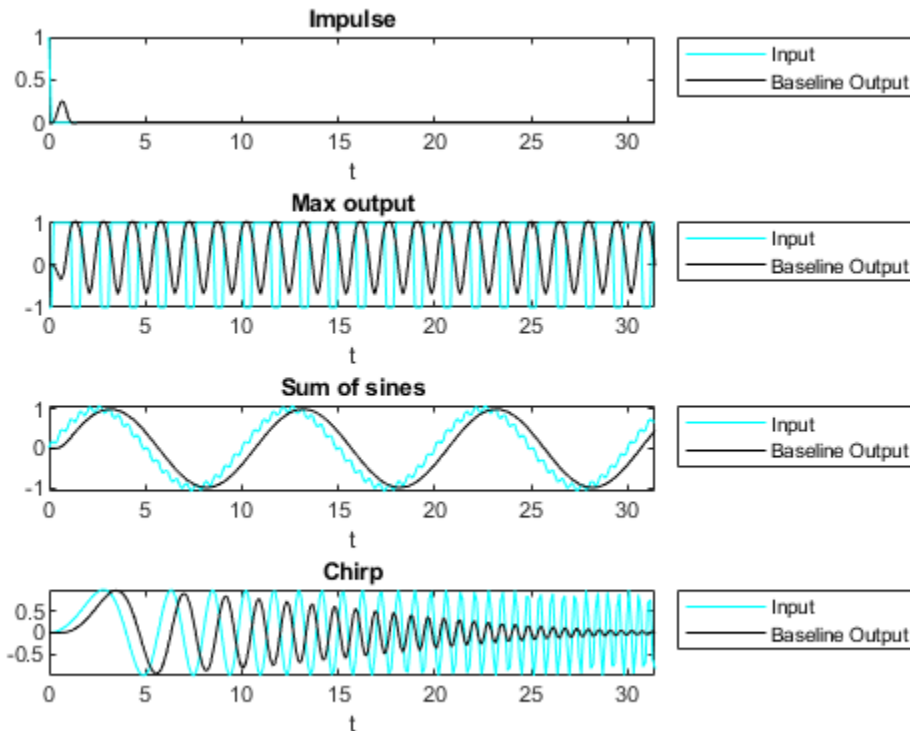 Impulse
1
0.5
0
0 5 10 15 20 25 30
t
Input
Baseline Output
Max output
1
0
-1
0 5 10 15 20 25 30
t
Input
Baseline Output
Sum of sines
1
0
-1
0 5 10 15 20 25 30
t
Input
Baseline Output
Chirp
0.5
0
-0.5
0 5 10 15 20 25 30
t
Input
Baseline Output